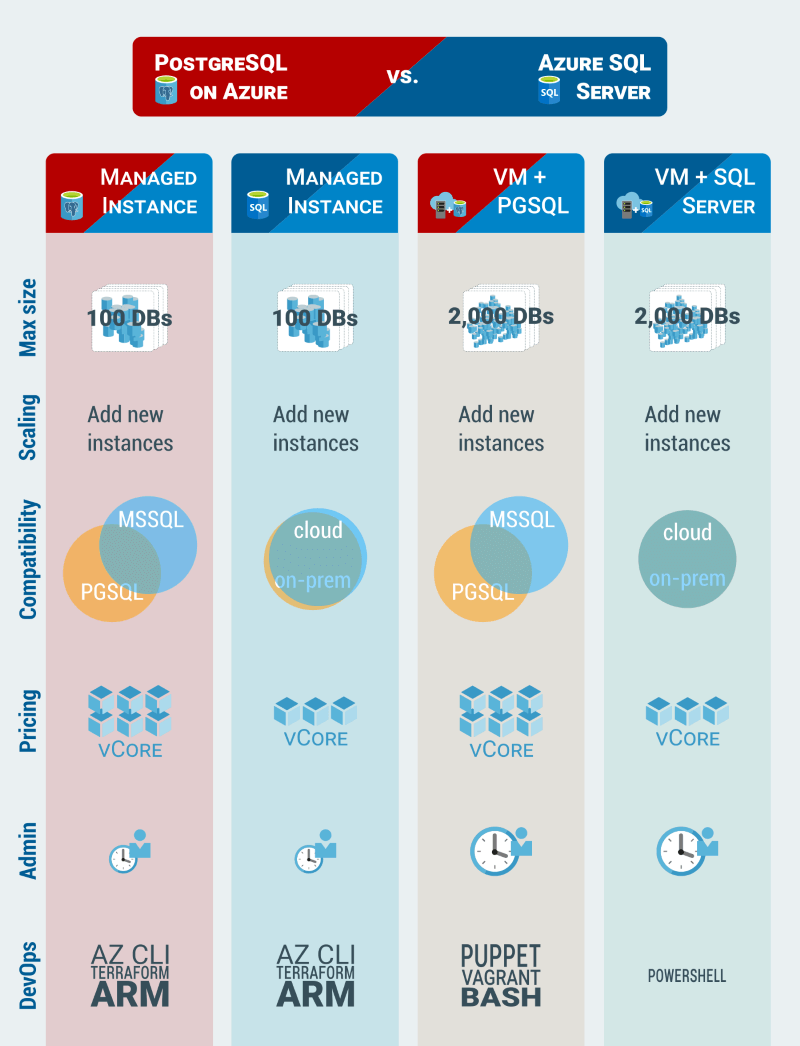 PostgreSQL
on Azure
vs.
Azure SQL
SQL
Server
Managed
Instance
SQL
Managed
Instance
VM +
PGSQL
VM + SQL
SQL
Server
Max size
100 DBs
100 DBs
2,000 DBs
2,000 DBs
Scaling
Add new
instances
Add new
instances
Add new
instances
Add new
instances
Compatibility
MSSQL
PGSQL
cloud
on-prem
MSSQL
PGSQL
cloud
on-prem
Pricing
vCore
vCore
vCore
vCore
Admin
DevOps
AZ CLI
TERRAFORM
ARM
AZ CLI
TERRAFORM
ARM
PUPPET
VAGRANT
BASH
POWERSHELL